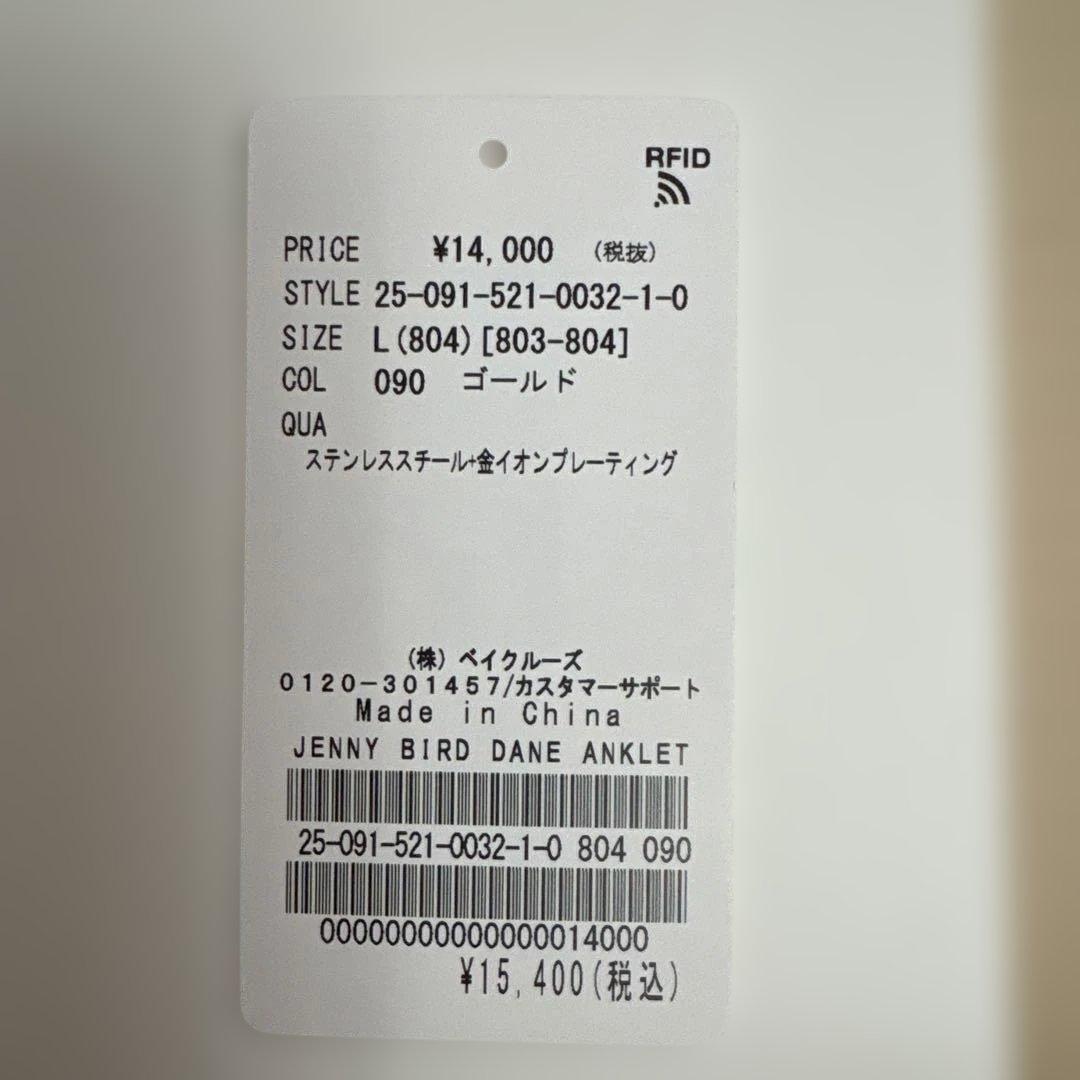 RFID
PRICE ¥14,000 (税抜)
STYLE 25-091-521-0032-1-0
SIZE L(804)[803-804]
COL 090 ゴールド
QUA
ステンレススチール+金イオンプレーティング
(株) ベイクルーズ
0120-301457/カスタマーサポート
Made in China
JENNY BIRD DANE ANKLET
25-091-521-0032-1-0 804 090
00000000000000014000
¥15,400(税込)